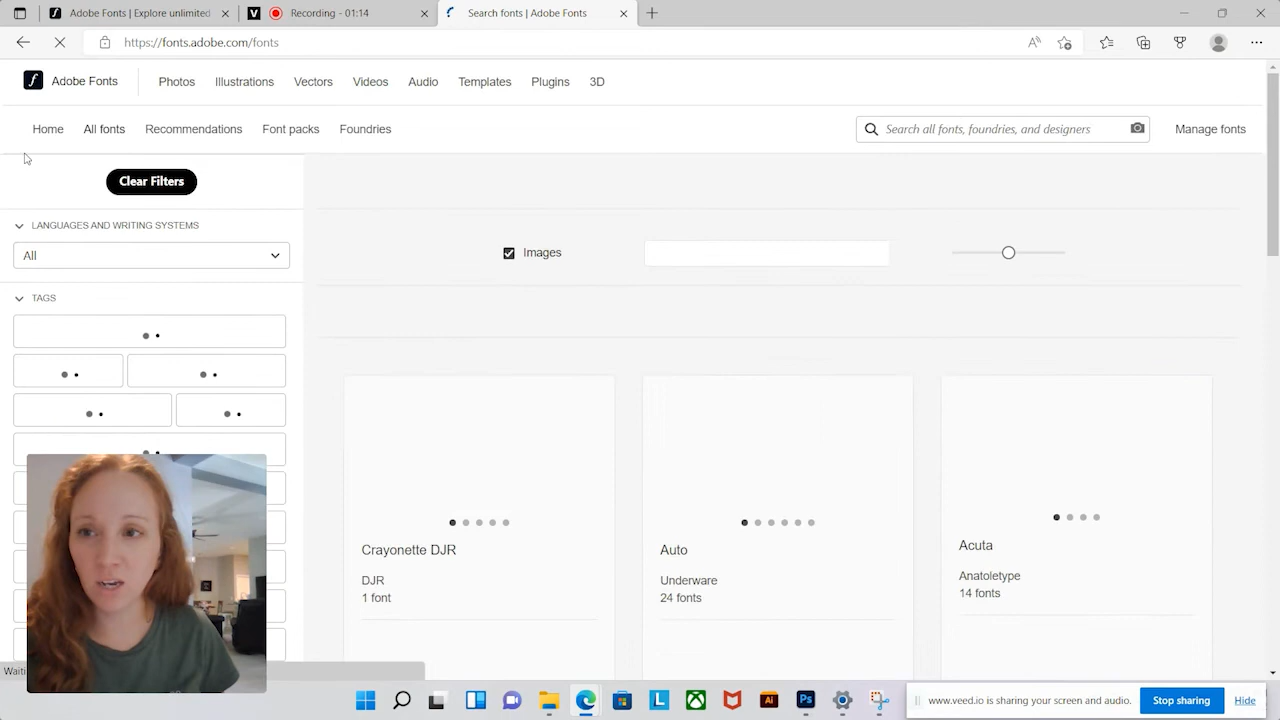 Adobe Fonts | Explore unlimited
Recording - 01:14
Search fonts | Adobe Fonts
https://fonts.adobe.com/fonts
Adobe Fonts
Photos
Illustrations
Vectors
Videos
Audio
Templates
Plugins
3D
Home
All fonts
Recommendations
Font packs
Foundries
Search all fonts, foundries, and designers
Manage fonts
Clear Filters
LANGUAGES AND WRITING SYSTEMS
All
TAGS
Images
Crayonette DJR
DJR
1 font
Auto
Underware
24 fonts
Acuta
Anatoletype
14 fonts
www.veed.io is sharing your screen and audio.
Stop sharing
Hide